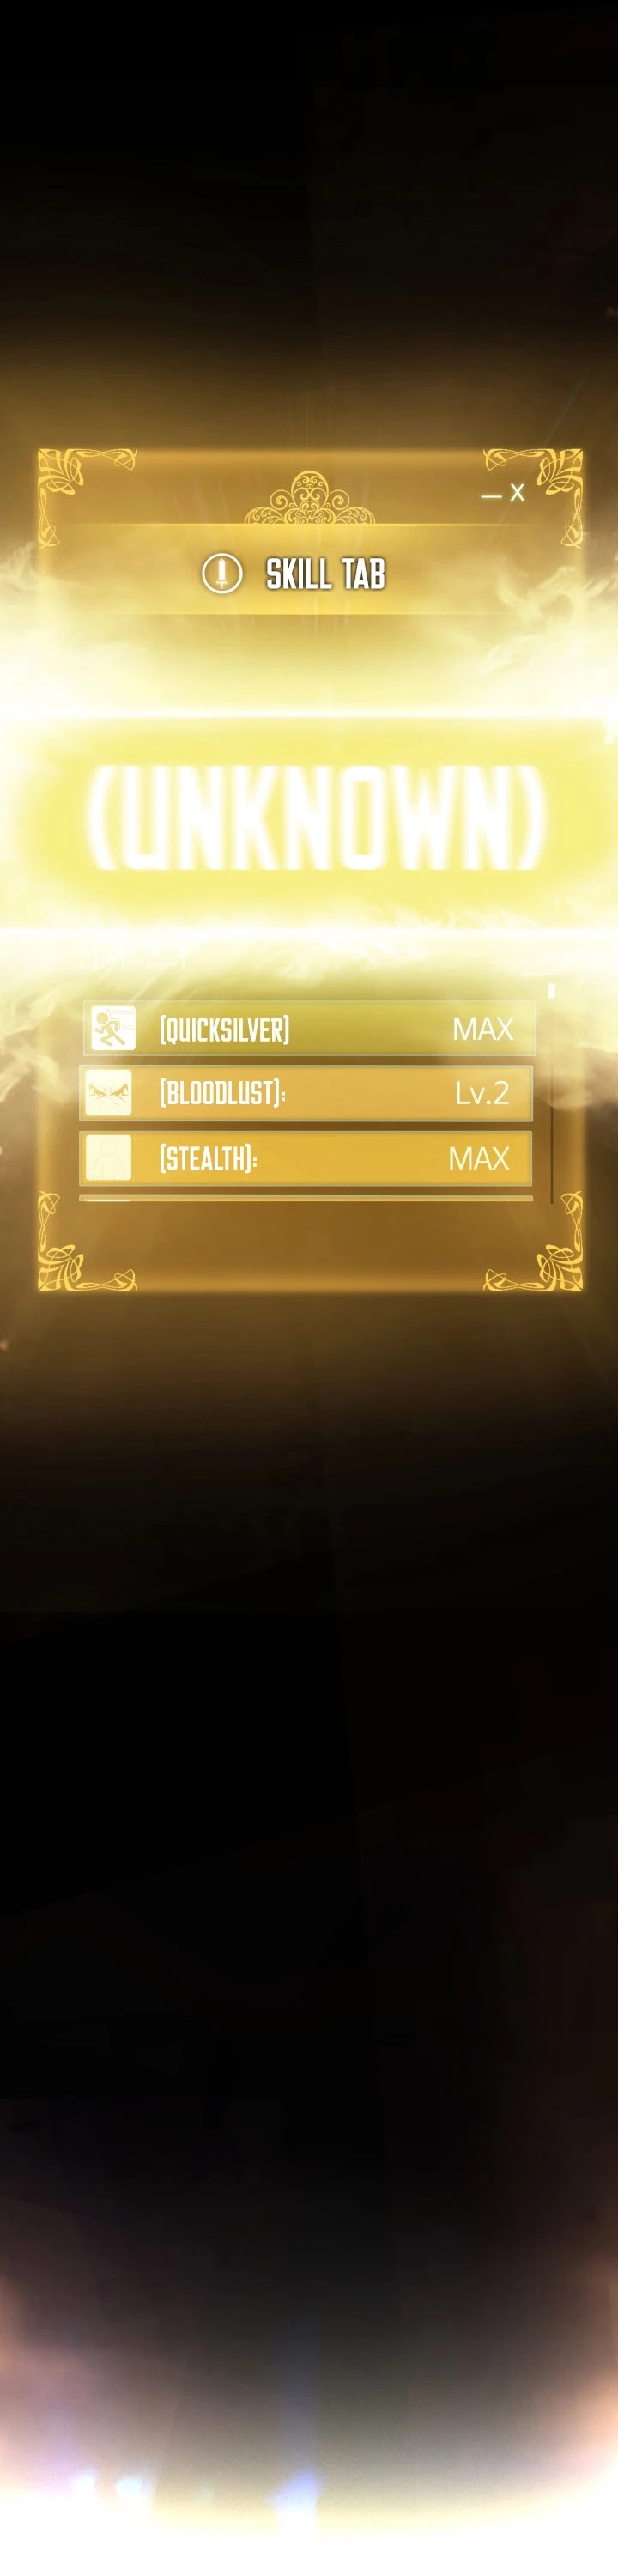 — X
SKILL TAB
(UNKNOWN)
(QUICKSILVER) MAX
(BLOODLUST): Lv.2
(STEALTH): MAX